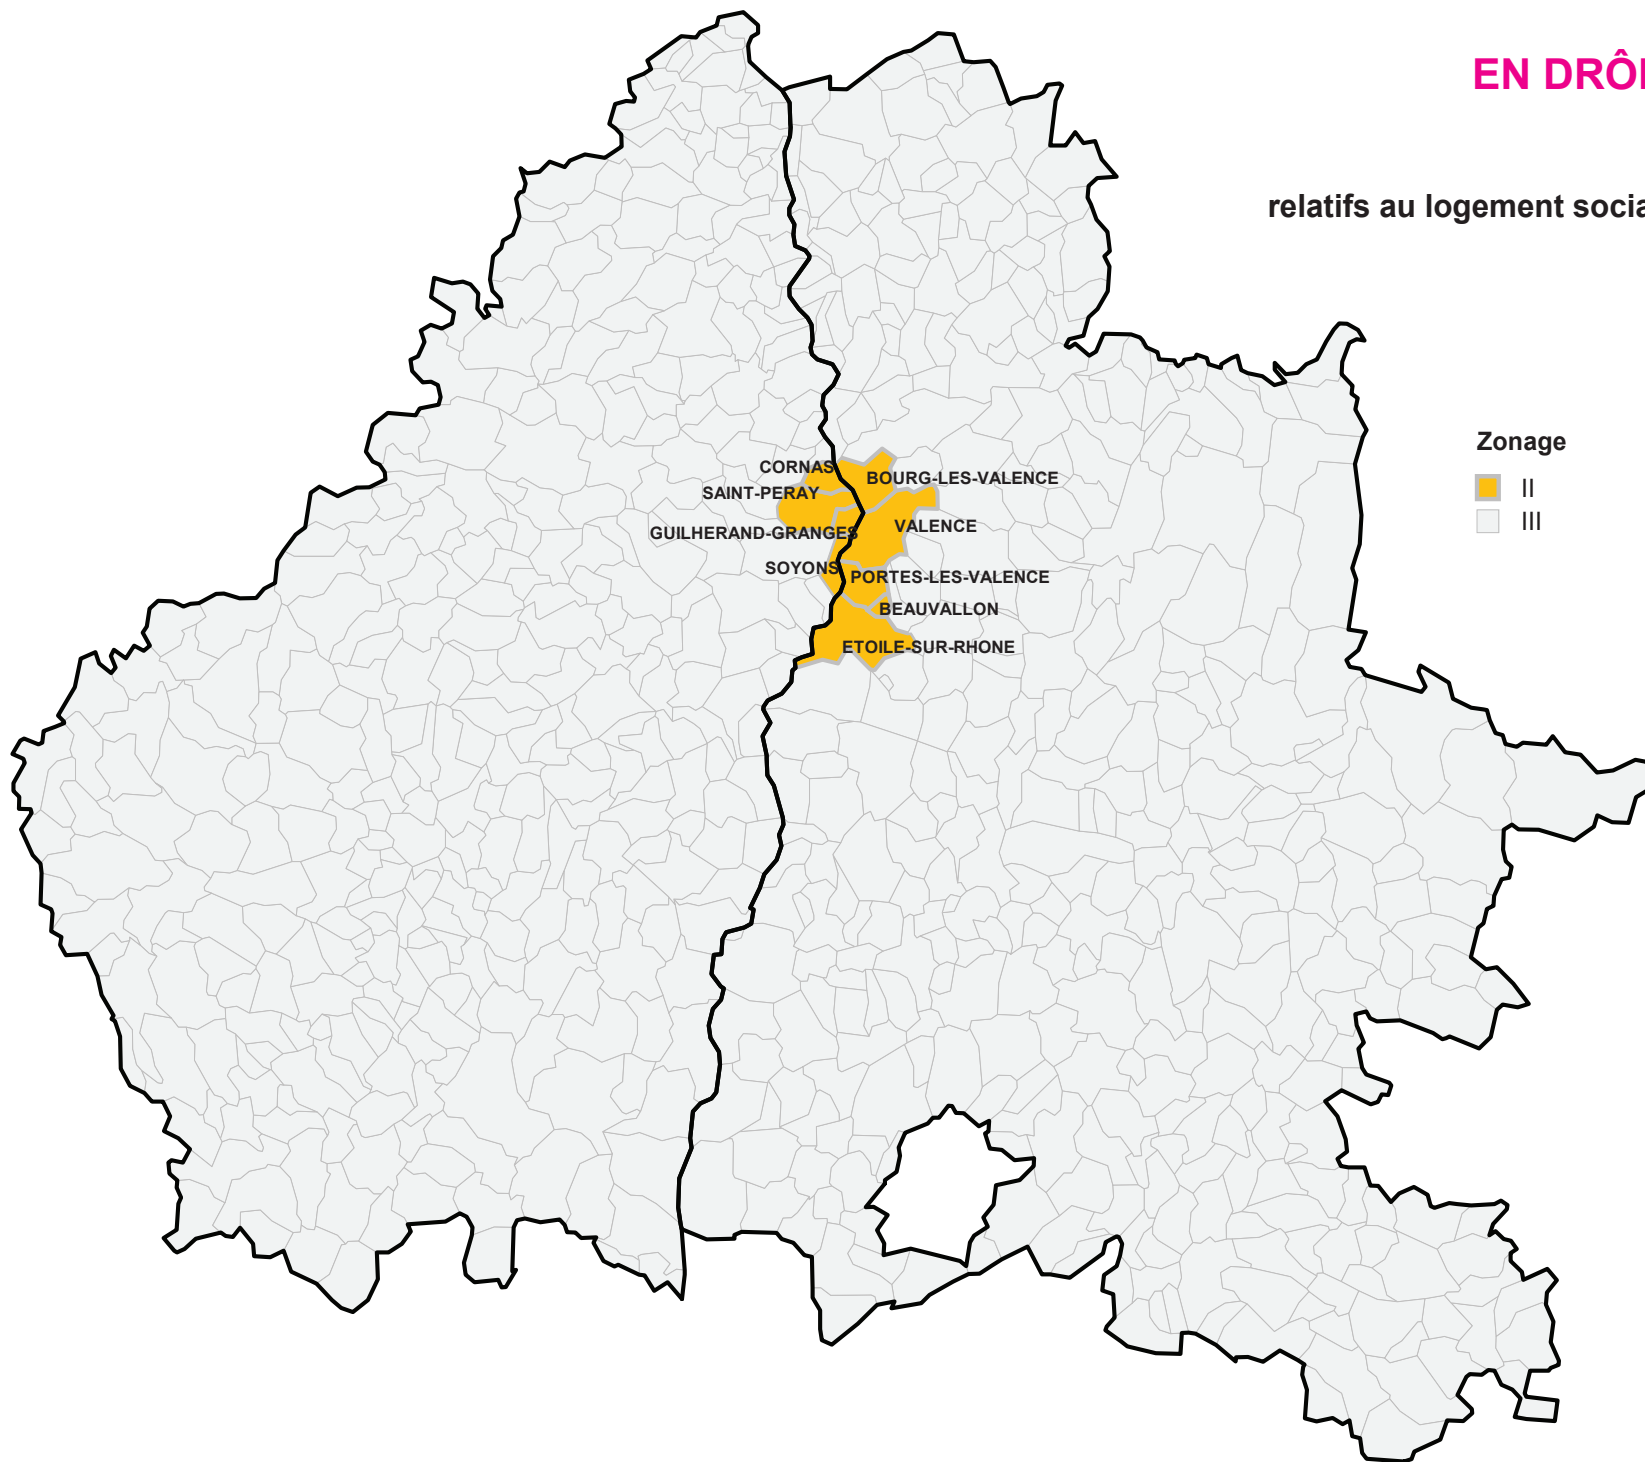 EN DRÔ
relatifs au logement socia
Zonage
II
III
CORNAS
BOURG-LES-VALENCE
SAINT-PERAY
VALENCE
GUILHERAND-GRANGES
SOYONS
PORTES-LES-VALENCE
BEAUVALLON
ETOILE-SUR-RHONE